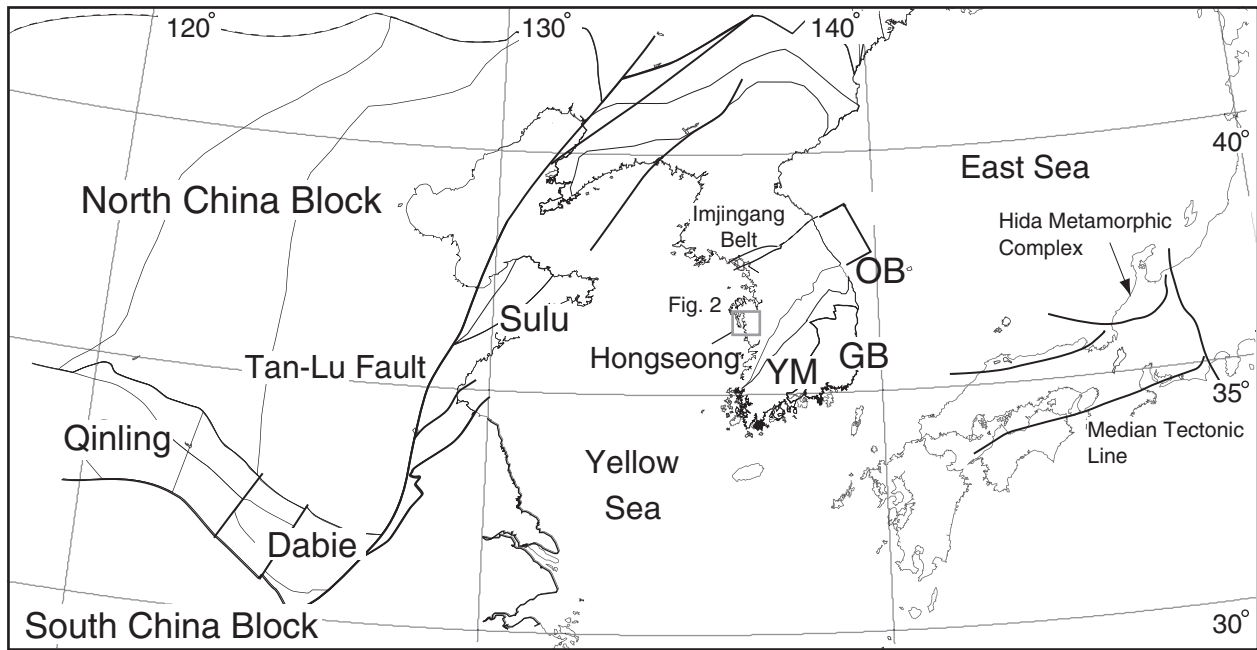 120°
130°
140°
40°
East Sea
North China Block
Imjingang
Belt
Hida Metamorphic
Complex
OB
Fig. 2
Sulu
Hongseong
Tan-Lu Fault
YM
GB
35°
Qinling
Median Tectonic
Line
Yellow
Sea
Dabie
South China Block
30°